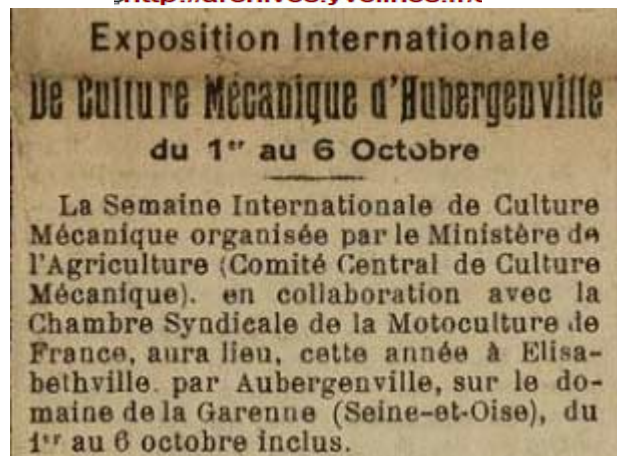 Exposition Internationale
De Culture Mécanique d'Aubergenville
du 1er au 6 Octobre
La Semaine Internationale de Culture
Mécanique organisée par le Ministère de
l'Agriculture (Comité Central de Culture
Mécanique). en collaboration avec la
Chambre Syndicale de la Motoculture de
France, aura lieu, cette année à Elisa-
bethville. par Aubergenville, sur le do-
maine de la Garenne (Seine-et-Oise), du
1er au 6 octobre inclus.